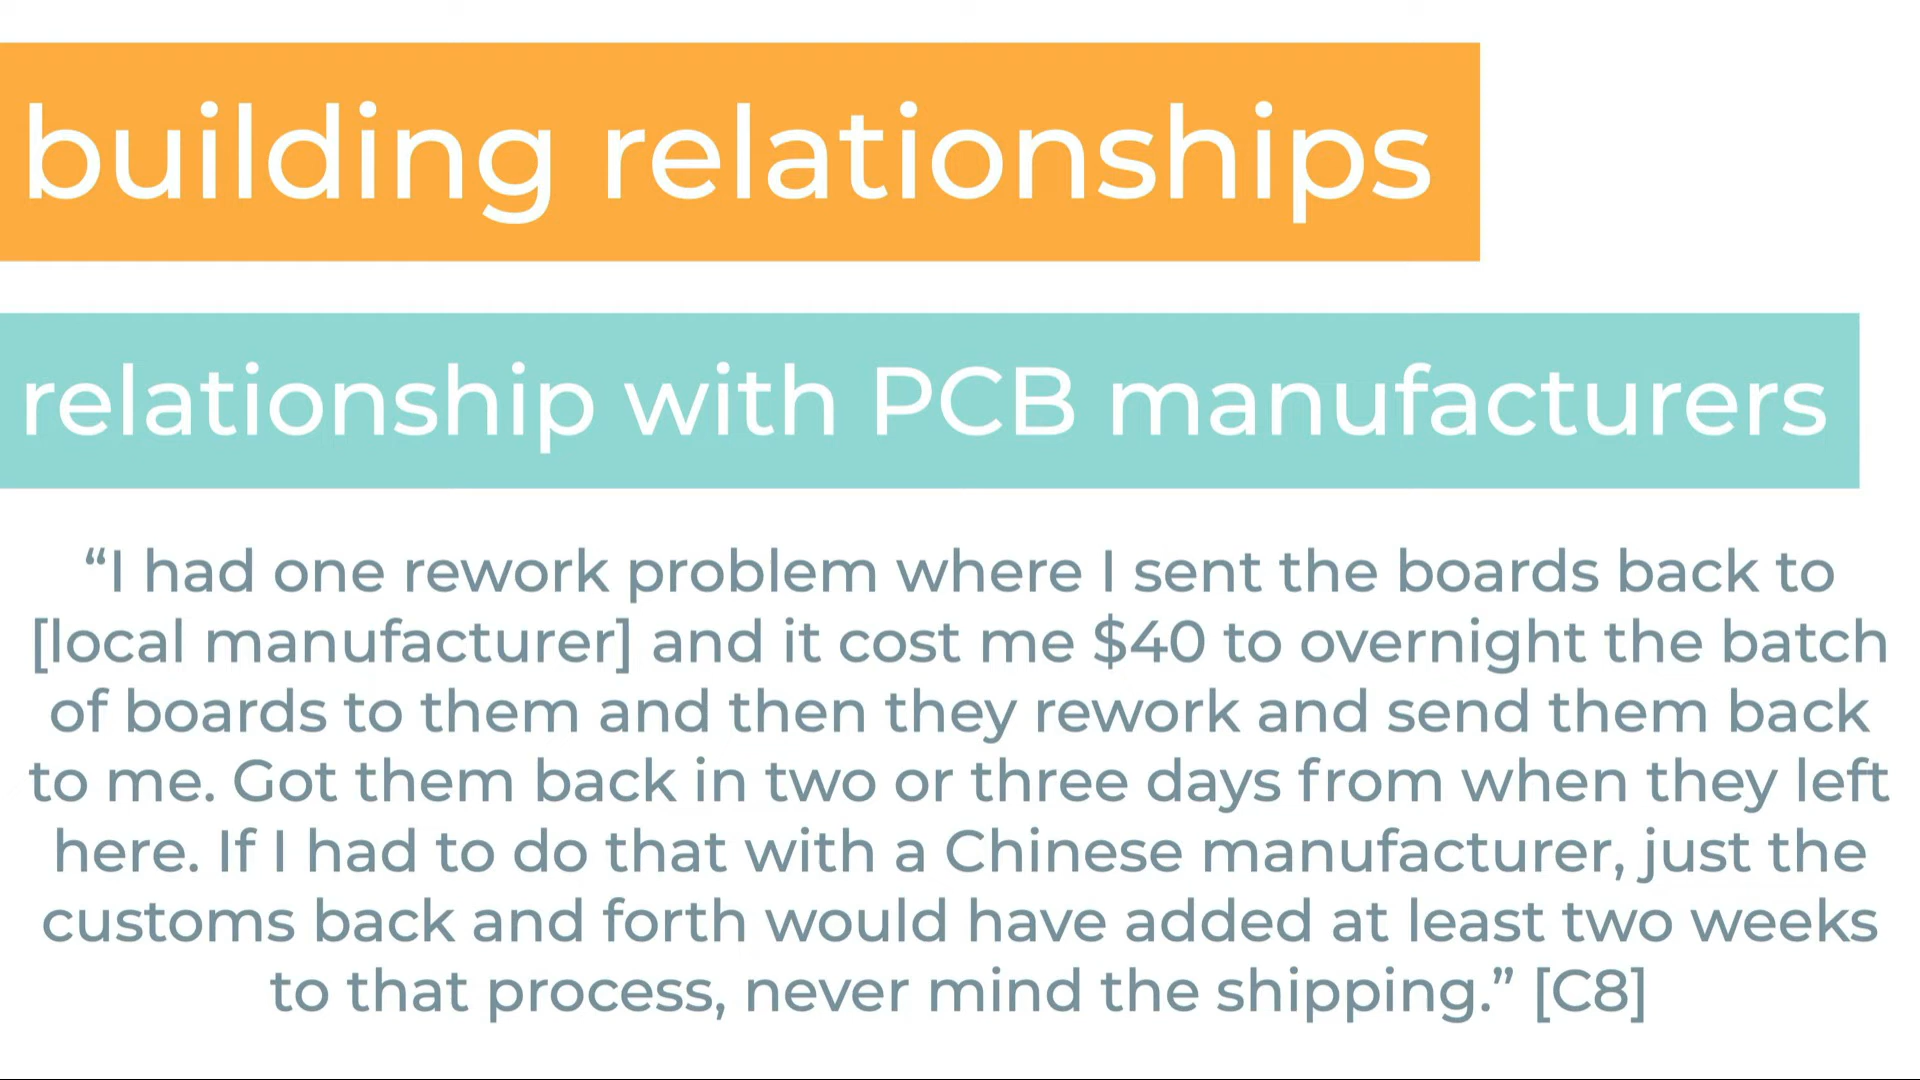 building relationships
relationship with PCB manufacturers
“I had one rework problem where I sent the boards back to
[local manufacturer] and it cost me $40 to overnight the batch
of boards to them and then they rework and send them back
to me. Got them back in two or three days from when they left
here. If I had to do that with a Chinese manufacturer, just the
customs back and forth would have added at least two weeks
to that process, never mind the shipping.” [C8]